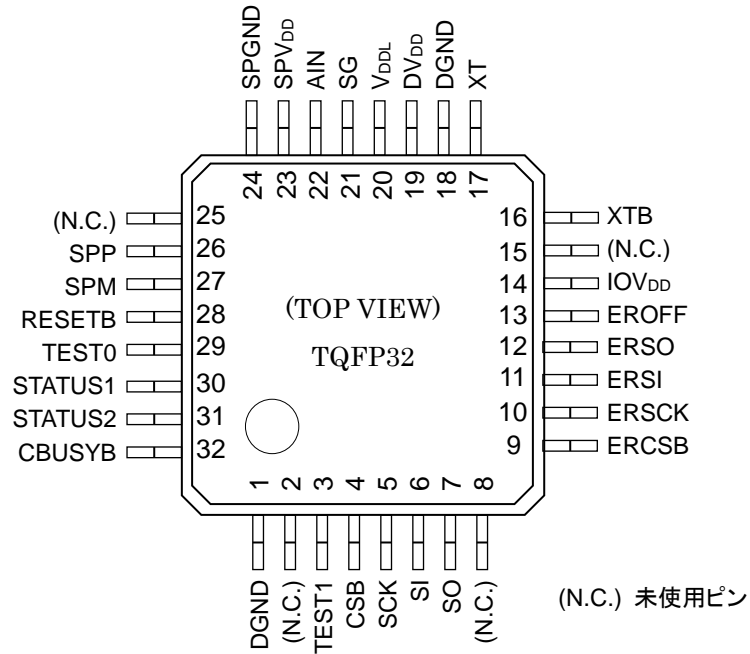 SPGND
SPVDD
AIN
SG
VDDL
DVDD
DGND
XT
24
23
22
21
20
19
18
17
(N.C.) 25
SPP 26
SPM 27
RESETB 28
TEST0 29
STATUS1 30
STATUS2 31
CBUSYB 32
(TOP VIEW)
TQFP32
16 XTB
15 (N.C.)
14 IOVDD
13 EROFF
12 ERSO
11 ERSI
10 ERSCK
9 ERCSB
1
2
3
4
5
6
7
8
DGND
(N.C.)
TEST1
CSB
SCK
SI
SO
(N.C.)
(N.C.) 未使用ピン